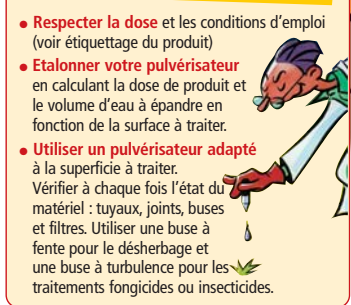 • Respecter la dose et les conditions d'emploi
(voir étiquettage du produit)
• Etalonner votre pulvérisateur
en calculant la dose de produit et
le volume d'eau à épandre en
fonction de la surface à traiter.
• Utiliser un pulvérisateur adapté
à la superficie à traiter.
Vérifier à chaque fois l'état du
matériel : tuyaux, joints, buses
et filtres. Utiliser une buse à
fente pour le désherbage et
une buse à turbulence pour les
traitements fongicides ou insecticides.